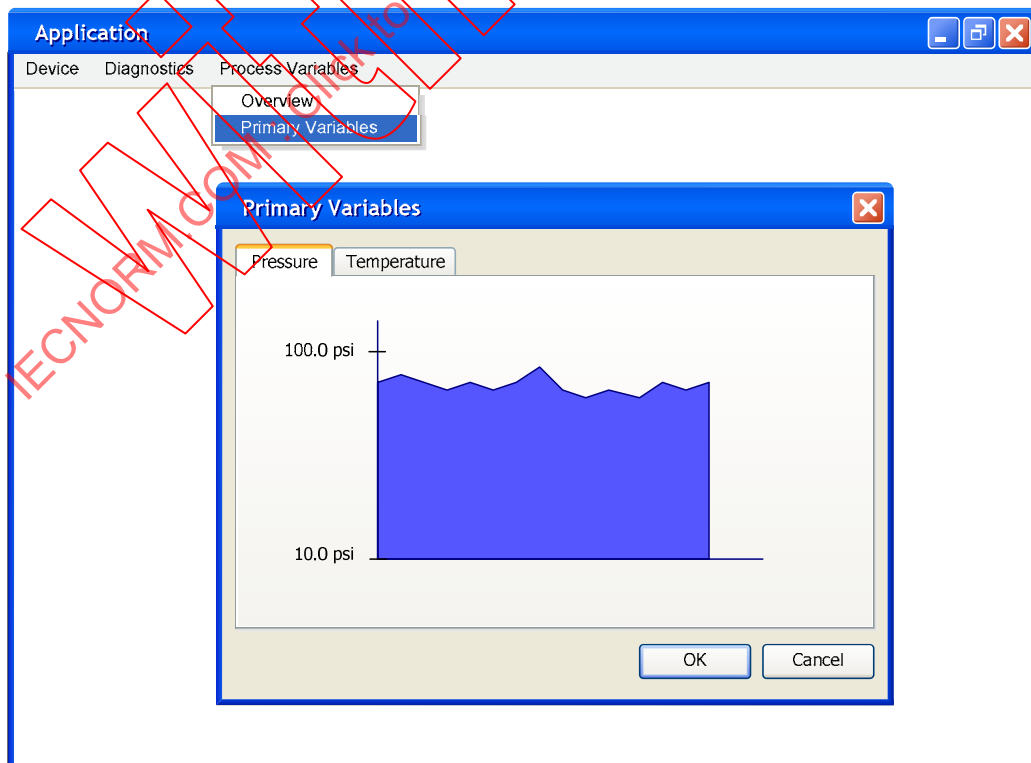 Application
Device Diagnostics Process Variables
Overview
Primary Variables
Primary Variables
Pressure Temperature
100.0 psi
10.0 psi
OK Cancel
IECNORM.COM : Click to